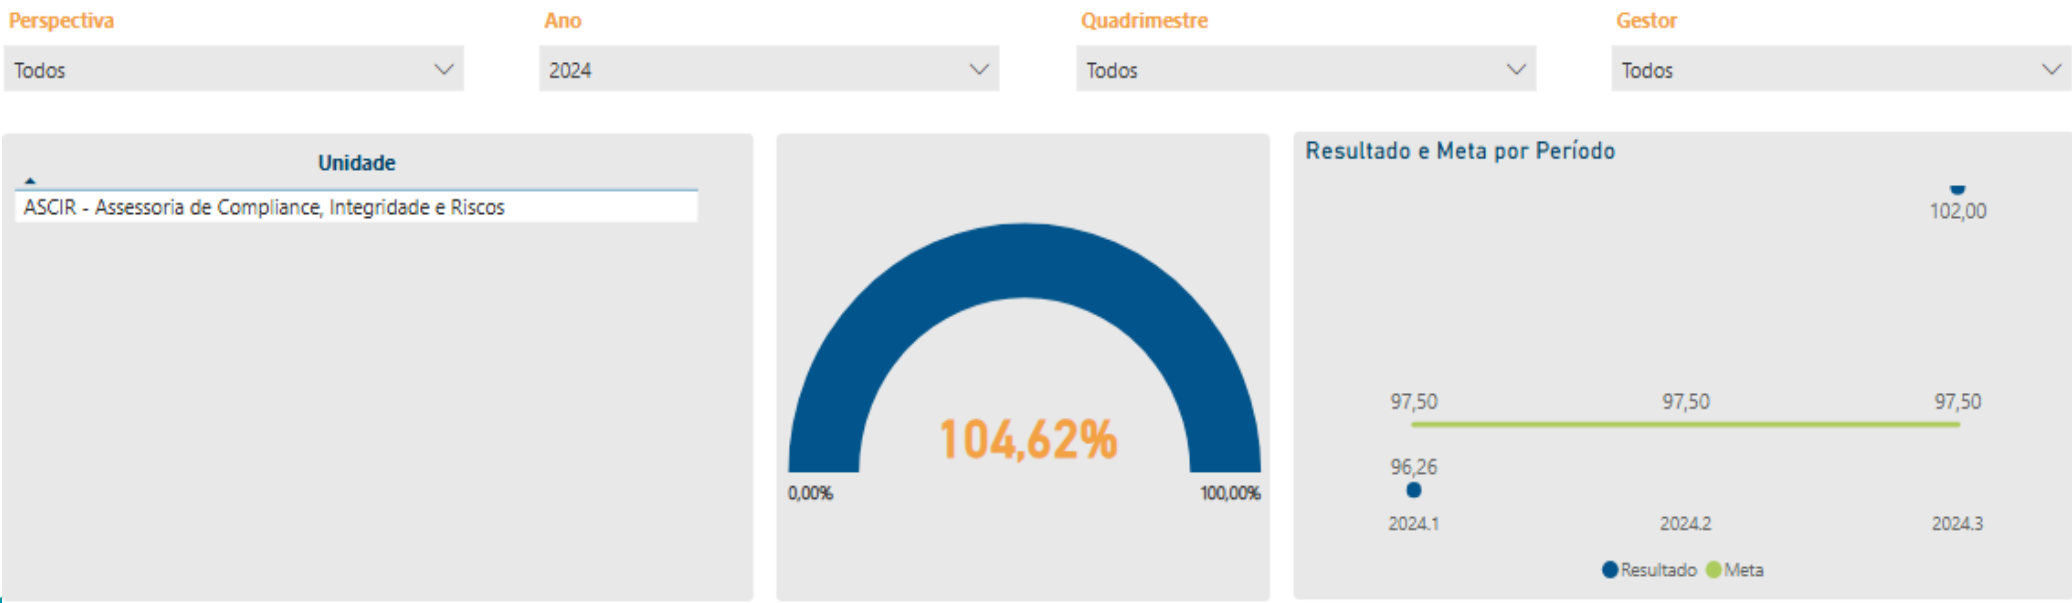 Perspectiva
Ano
Quadrimestre
Gestor
Todos
2024
Todos
Todos
Unidade
ASCIR - Assessoria de Compliance, Integridade e Riscos
104,62%
0,00%
100,00%
Resultado e Meta por Período
102,00
97,50
97,50
97,50
96,26
2024.1
2024.2
2024.3
Resultado
Meta